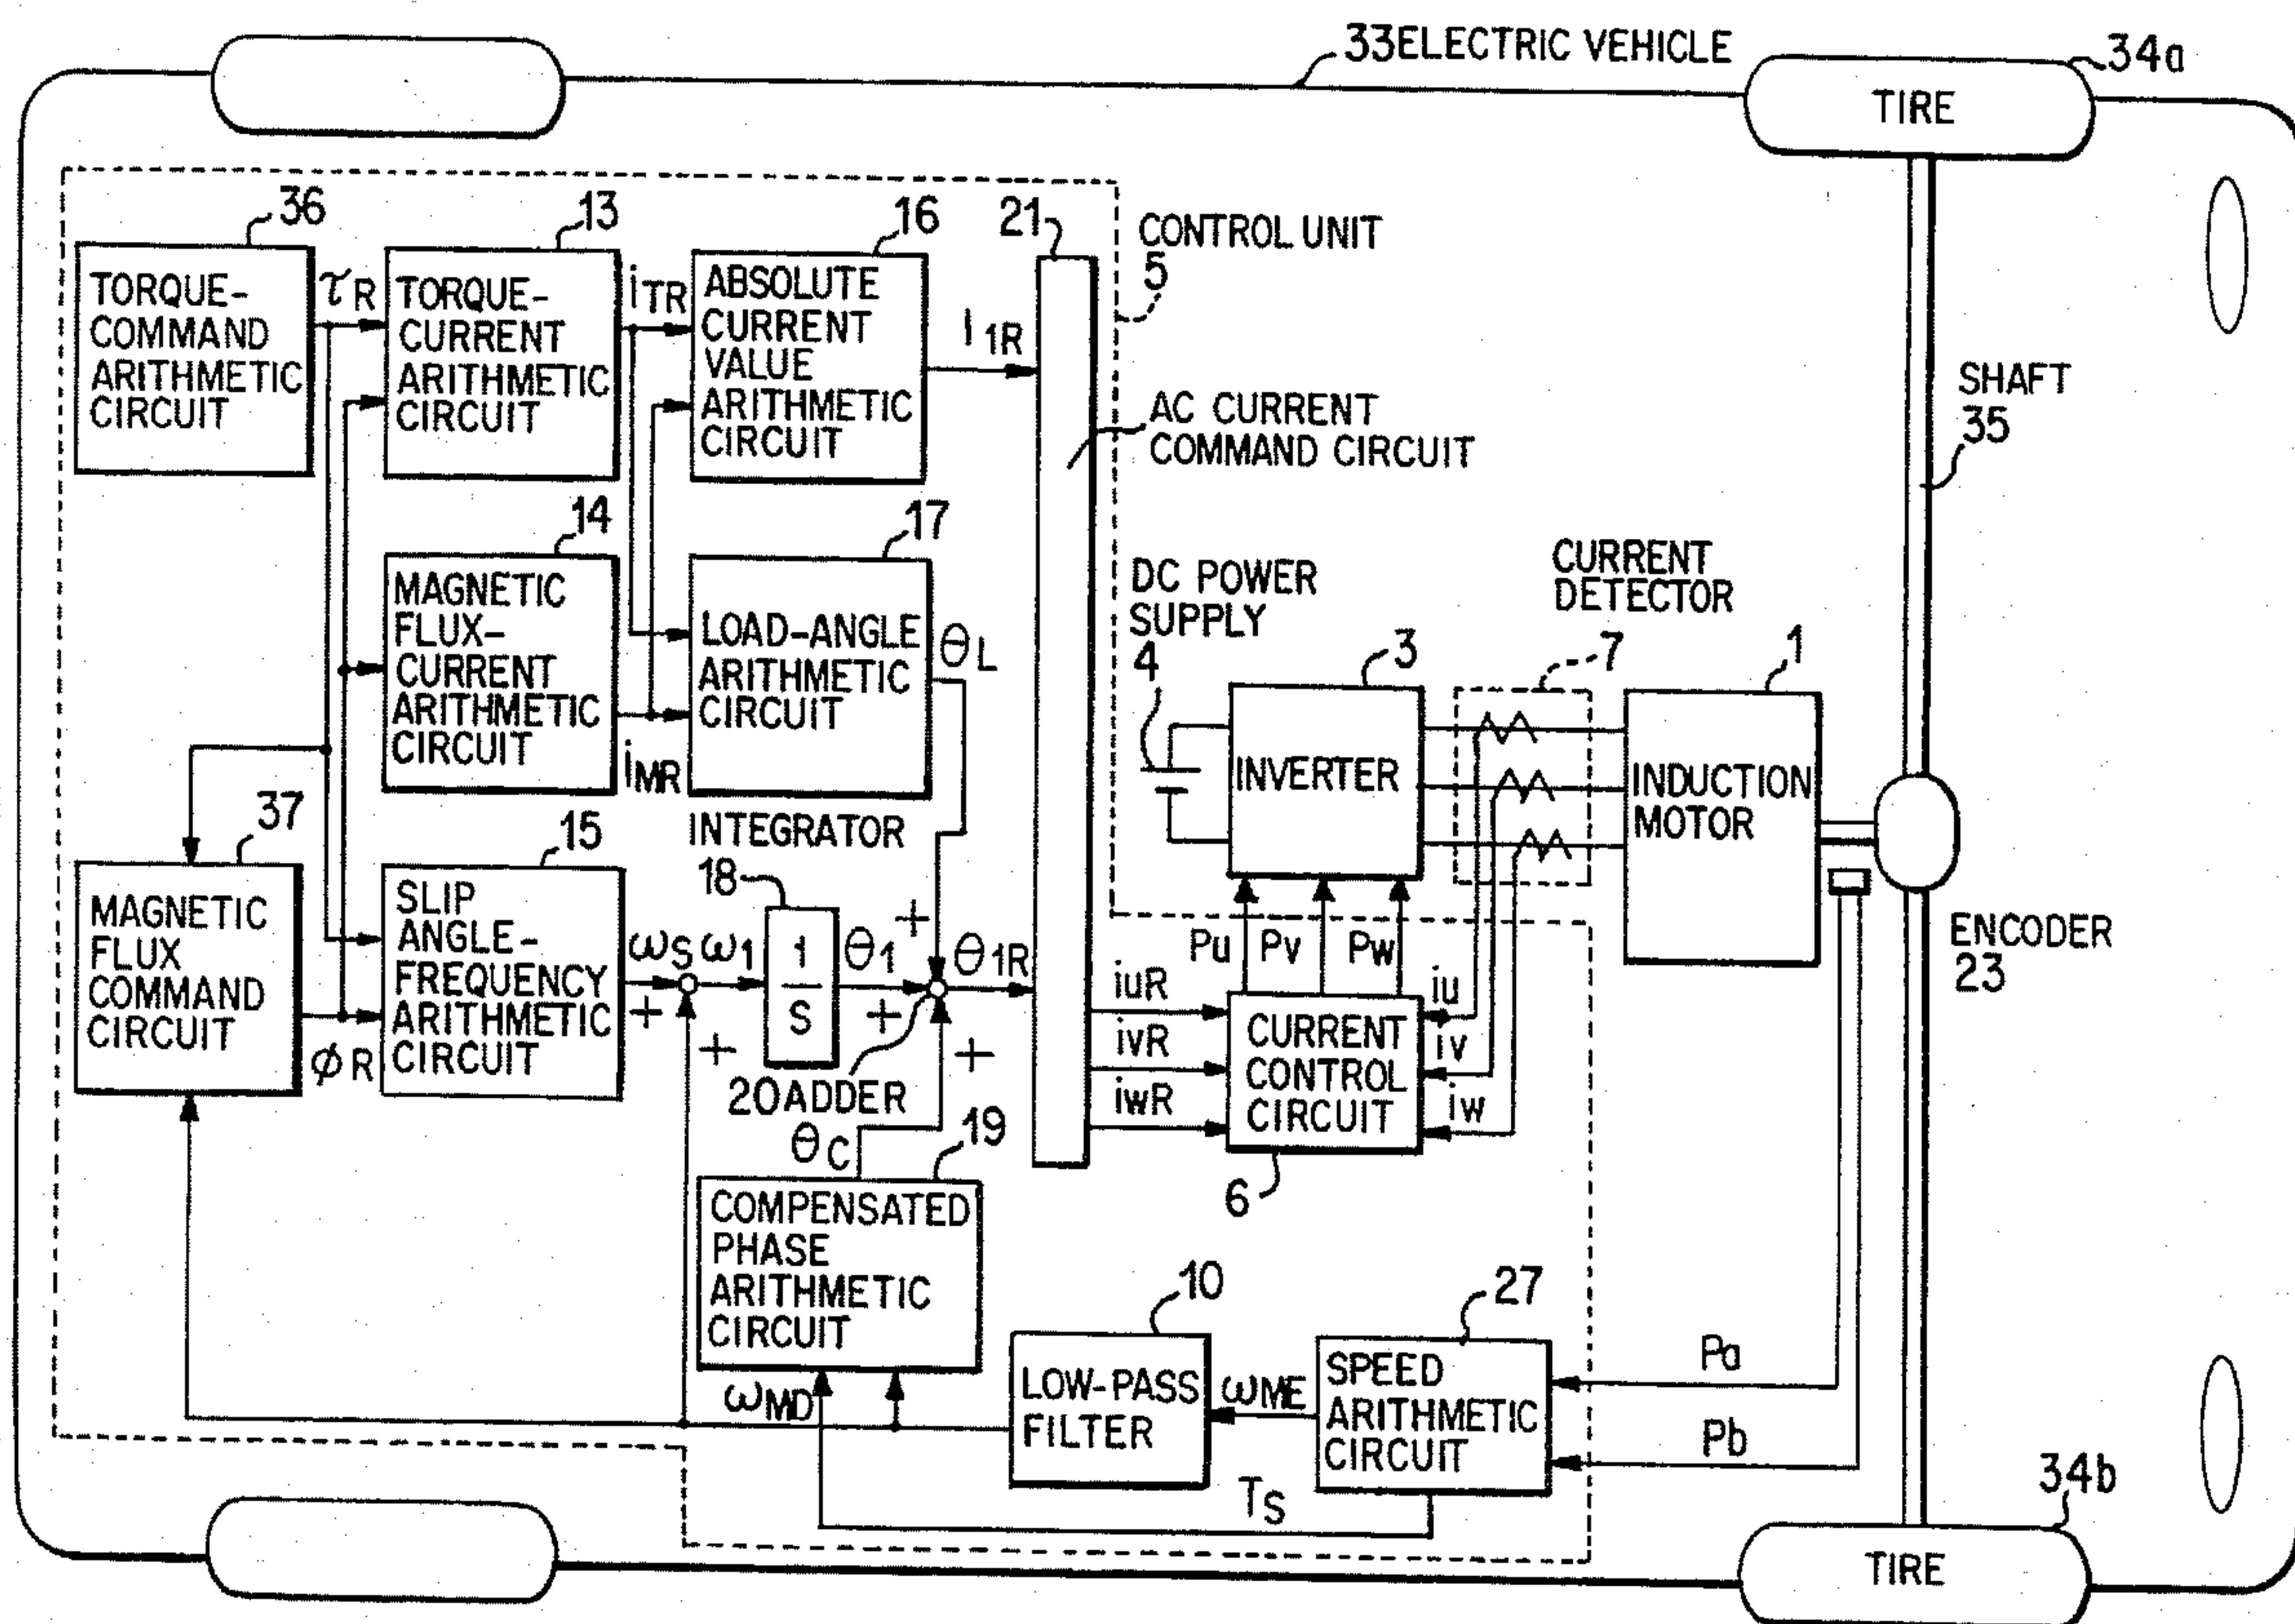 33 ELECTRIC VEHICLE
34a
TIRE
36
TORQUE-
COMMAND
ARITHMETIC
CIRCUIT
τR
13
TORQUE-
CURRENT
ARITHMETIC
CIRCUIT
iTR
16
ABSOLUTE
CURRENT
VALUE
ARITHMETIC
CIRCUIT
I1R
21
CONTROL UNIT
5
AC CURRENT
COMMAND CIRCUIT
SHAFT
35
14
MAGNETIC
FLUX-
CURRENT
ARITHMETIC
CIRCUIT
iMR
17
LOAD-ANGLE
ARITHMETIC
CIRCUIT
θL
DC POWER
SUPPLY
4
3
INVERTER
CURRENT
DETECTOR
7
1
INDUCTION
MOTOR
37
MAGNETIC
FLUX
COMMAND
CIRCUIT
φR
15
SLIP
ANGLE-
FREQUENCY
ARITHMETIC
CIRCUIT
ωS
+
+
ω1
INTEGRATOR
18
1
S
θ1
+
+
+
θ1R
20 ADDER
θC
19
COMPENSATED
PHASE
ARITHMETIC
CIRCUIT
Pu Pv Pw
iuR
ivR
iwR
CURRENT
CONTROL
CIRCUIT
6
iu
iv
iw
ENCODER
23
ωMD
10
LOW-PASS
FILTER
ωME
27
SPEED
ARITHMETIC
CIRCUIT
Pa
Pb
TS
34b
TIRE